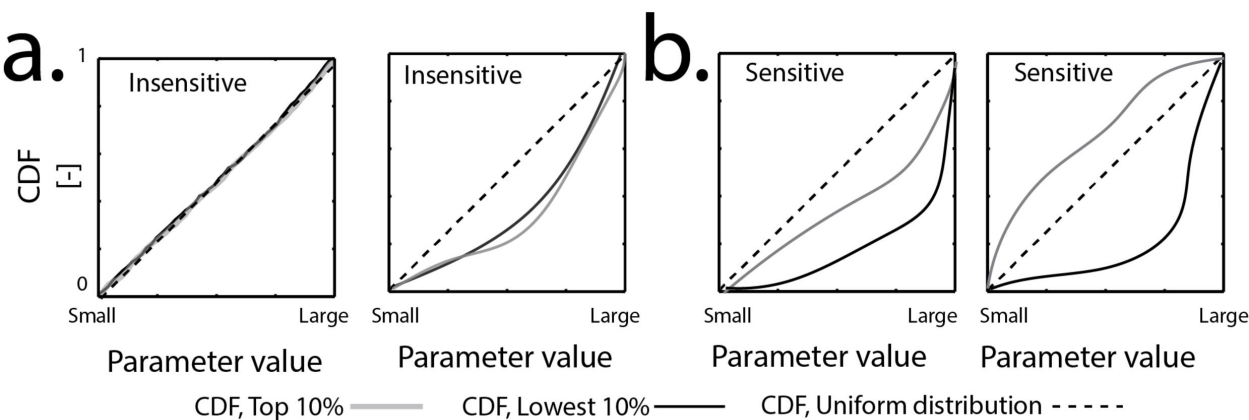 a.
b.
1
Insensitive
Insensitive
Sensitive
Sensitive
CDF
[-]
0
Small Large
Small Large
Small Large
Small Large
Parameter value
Parameter value
Parameter value
Parameter value
CDF, Top 10%
CDF, Lowest 10%
CDF, Uniform distribution